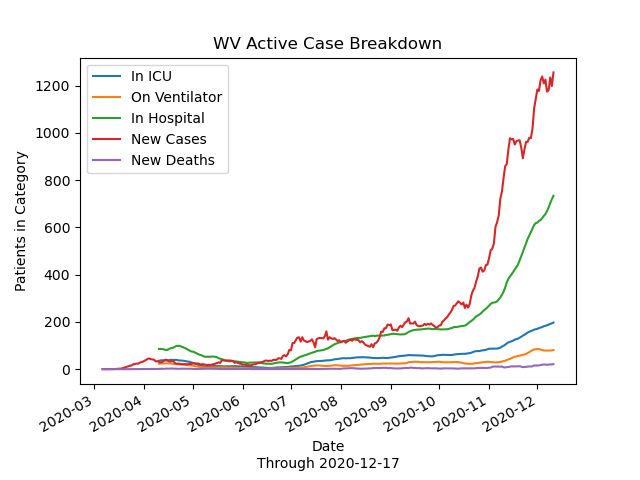 WV Active Case Breakdown
In ICU
On Ventilator
In Hospital
New Cases
New Deaths
1200
1000
800
600
400
200
0
Patients in Category
2020-03
2020-04
2020-05
2020-06
2020-07
2020-08
2020-09
2020-10
2020-11
2020-12
Date
Through 2020-12-17